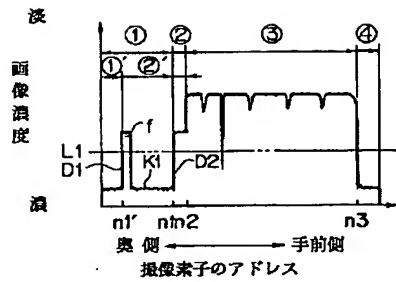 淡
① ② ③ ④
①′ ②′
画像濃度
f
L1
D1
K1
D2
濃
n1′ n1 n2 n3
奥側 ←→ 手前側
撮像素子のアドレス